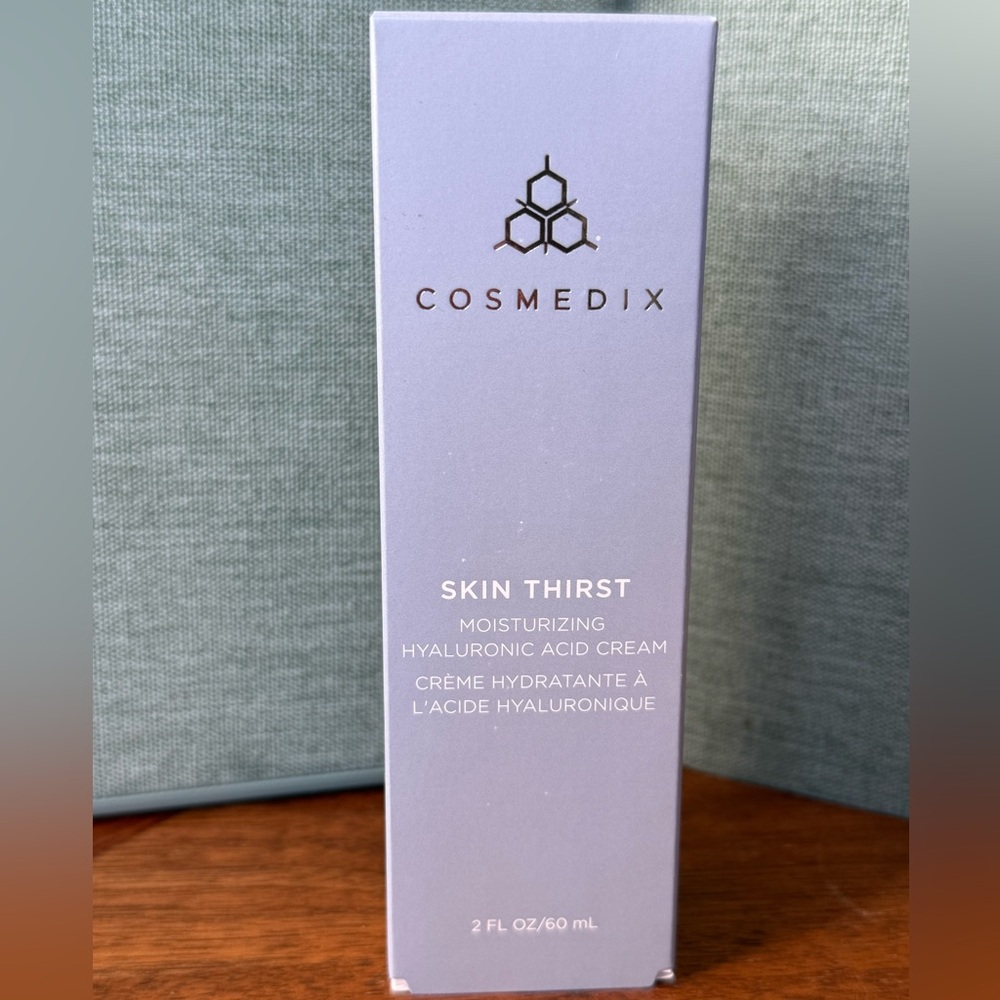 COSMEDIX
SKIN THIRST
MOISTURIZING
HYALURONIC ACID CREAM
CRÈME HYDRATANTE À
L'ACIDE HYALURONIQUE
2 FL OZ/60 mL